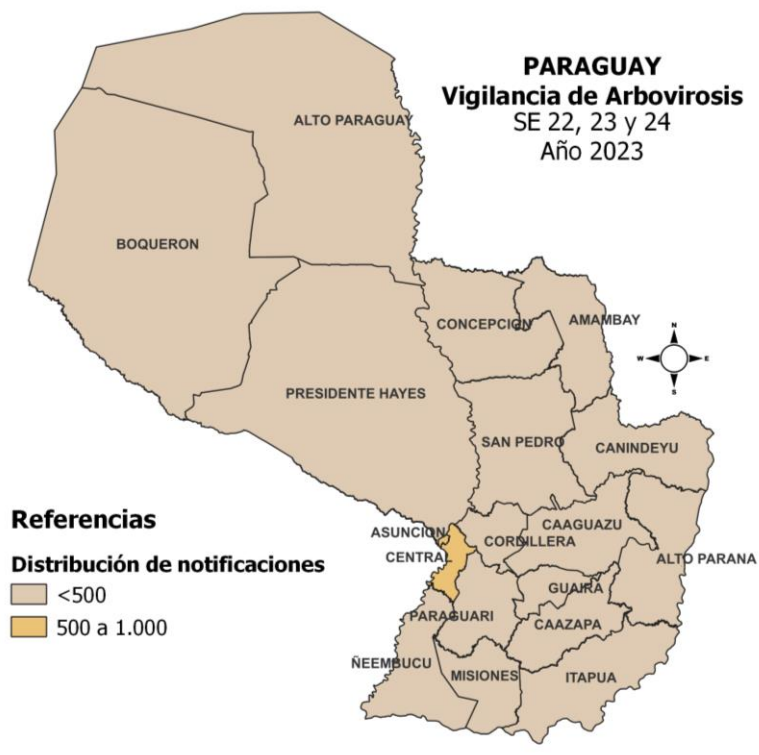 PARAGUAY
Vigilancia de Arbovirosis
SE 22, 23 y 24
Año 2023
ALTO PARAGUAY
BOQUERON
CONCEPCION
AMAMBAY
N
W E
S
PRESIDENTE HAYES
SAN PEDRO
CANINDEYU
Referencias
ASUNCION
CAAGUAZU
CORDILLERA
CENTRAL
ALTO PARANA
Distribución de notificaciones
GUAIRA
<500
PARAGUARI
CAAZAPA
500 a 1.000
ÑEEMBUCU
MISIONES
ITAPUA